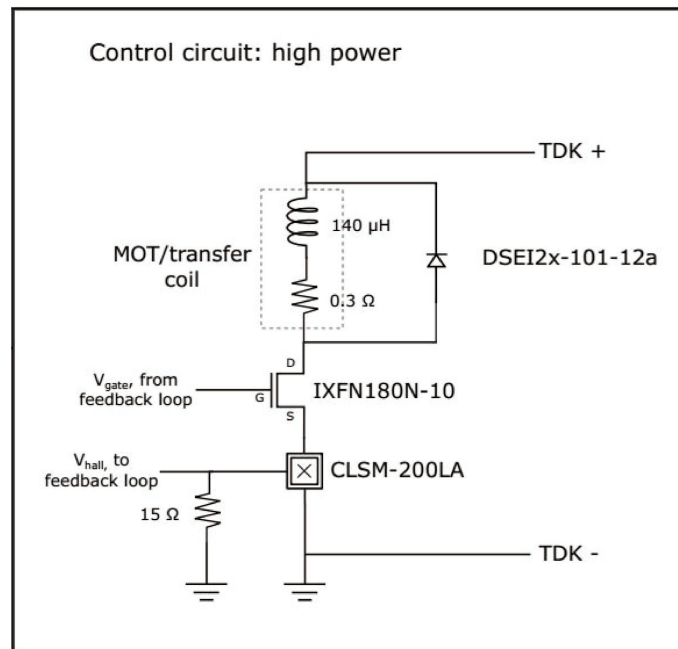 Control circuit: high power
TDK +
140 μH
MOT/transfer
coil
DSEI2x-101-12a
0.3 Ω
D
V_gate, from
feedback loop
G
IXFN180N-10
S
V_hall, to
feedback loop
CLSM-200LA
15 Ω
TDK -